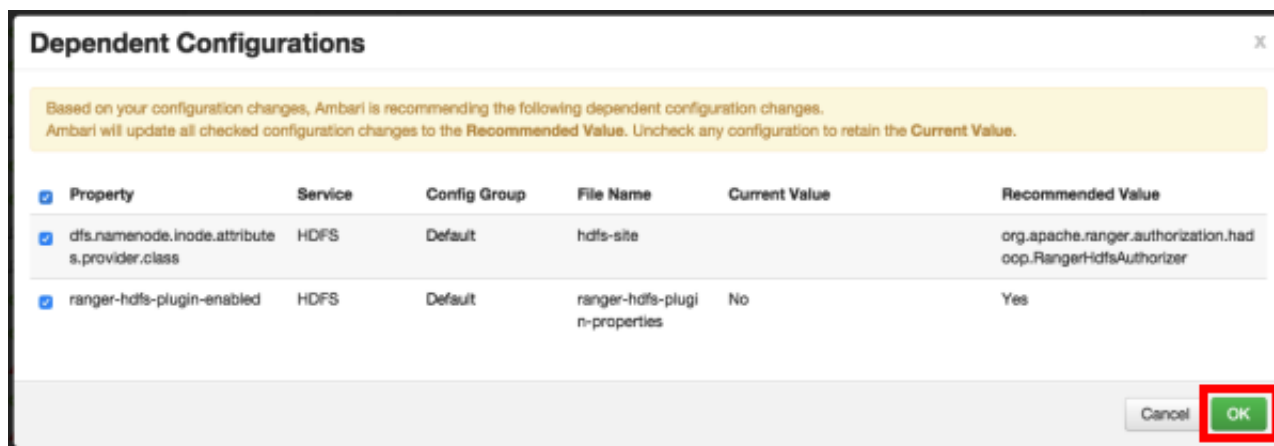 Dependent Configurations
X
Based on your configuration changes, Ambari is recommending the following dependent configuration changes.
Ambari will update all checked configuration changes to the Recommended Value. Uncheck any configuration to retain the Current Value.
Property Service Config Group File Name Current Value Recommended Value
dfs.namenode.inode.attribute HDFS Default hdfs-site org.apache.ranger.authorization.had
s.provider.class oop.RangerHdfsAuthorizer
ranger-hdfs-plugin-enabled HDFS Default ranger-hdfs-plugi No Yes
n-properties
Cancel OK